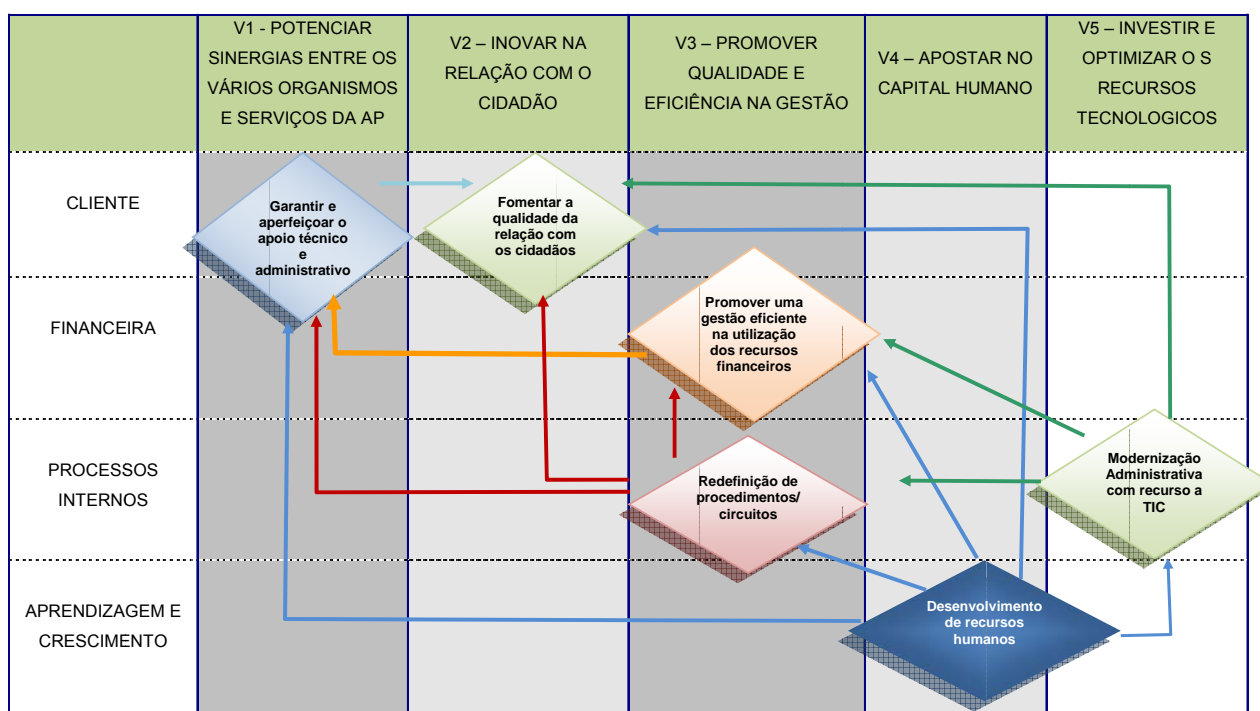 V1 - POTENCIAR
SINERGIAS ENTRE OS
VÁRIOS ORGANISMOS
E SERVIÇOS DA AP
V2 – INOVAR NA
RELAÇÃO COM O
CIDADÃO
V3 – PROMOVER
QUALIDADE E
EFICIÊNCIA NA GESTÃO
V4 – APOSTAR NO
CAPITAL HUMANO
V5 – INVESTIR E
OPTIMIZAR O S
RECURSOS
TECNOLOGICOS
CLIENTE
Garantir e
aperfeiçoar o
apoio técnico
e
administrativo
Fomentar a
qualidade da
relação com
os cidadãos
FINANCEIRA
Promover uma
gestão eficiente
na utilização
dos recursos
financeiros
PROCESSOS
INTERNOS
Redefinição de
procedimentos/
circuitos
Modernização
Administrativa
com recurso a
TIC
APRENDIZAGEM E
CRESCIMENTO
Desenvolvimento
de recursos
humanos